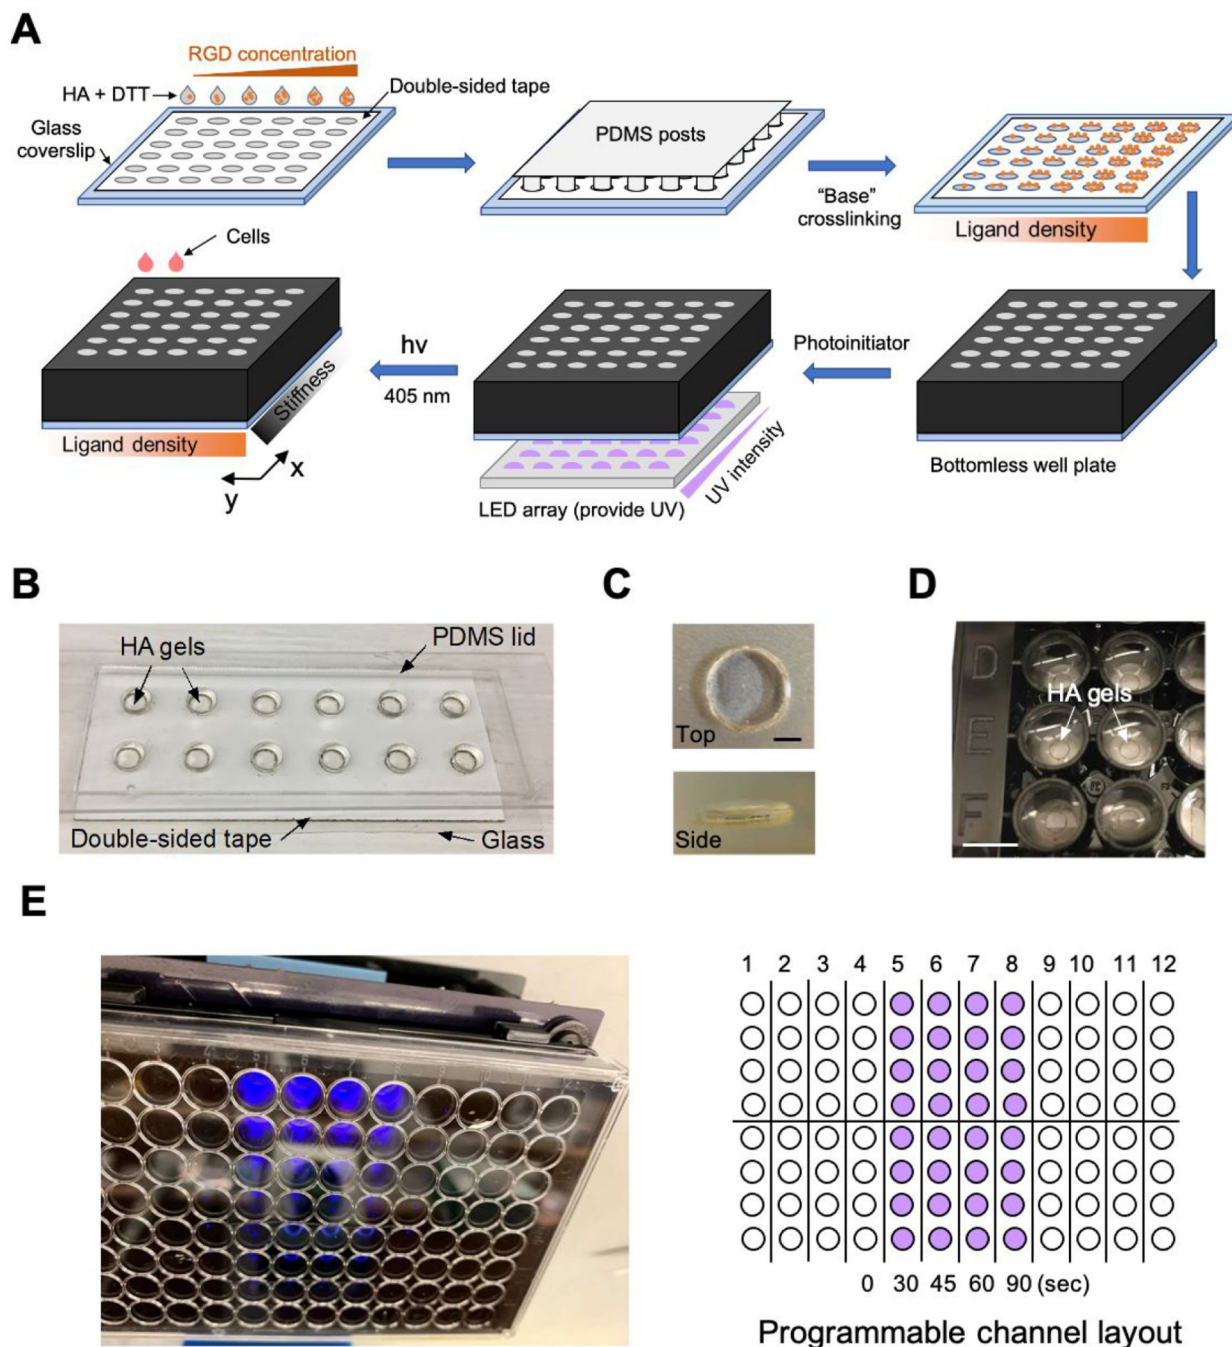 A
RGD concentration
HA + DTT
Double-sided tape
Glass
coverslip
PDMS posts
“Base”
crosslinking
Ligand density
Cells
hv
405 nm
Photoinitiator
Stiffness
Ligand density
x
y
UV intensity
LED array (provide UV)
Bottomless well plate
B
HA gels
PDMS lid
Double-sided tape
Glass
C
Top
Side
D
D
HA gels
E
F
E
1 2 3 4 5 6 7 8 9 10 11 12
0 30 45 60 90 (sec)
Programmable channel layout